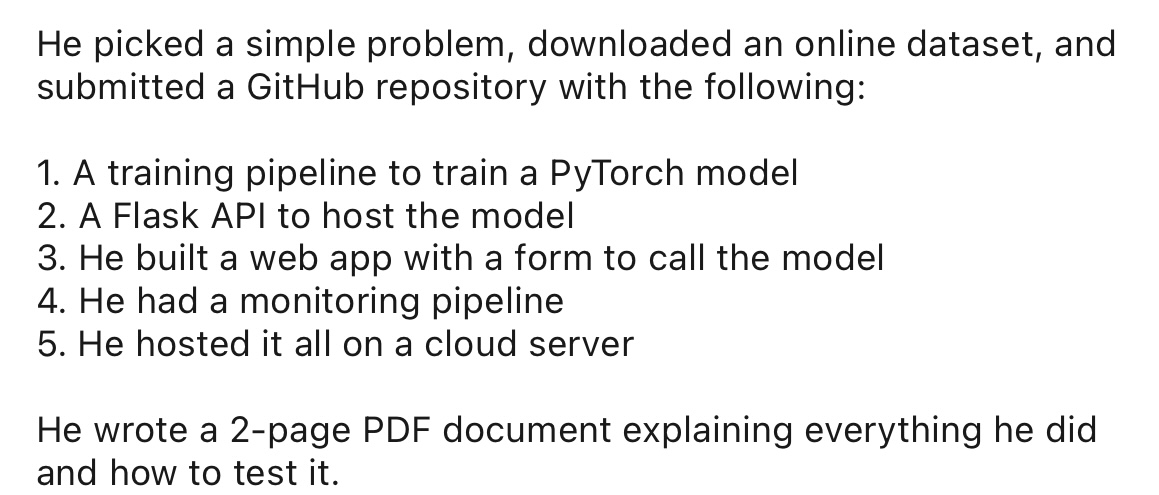 He picked a simple problem, downloaded an online dataset, and
submitted a GitHub repository with the following:
1. A training pipeline to train a PyTorch model
2. A Flask API to host the model
3. He built a web app with a form to call the model
4. He had a monitoring pipeline
5. He hosted it all on a cloud server
He wrote a 2-page PDF document explaining everything he did
and how to test it.